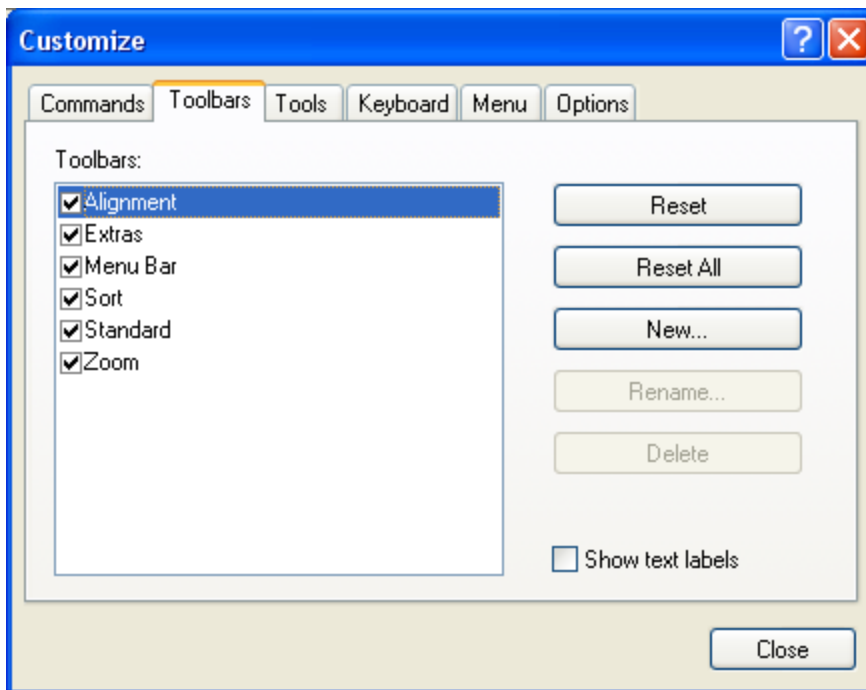 Customize
Commands Toolbars Tools Keyboard Menu Options
Toolbars:
Alignment
Extras
Menu Bar
Sort
Standard
Zoom
Reset
Reset All
New...
Rename...
Delete
Show text labels
Close